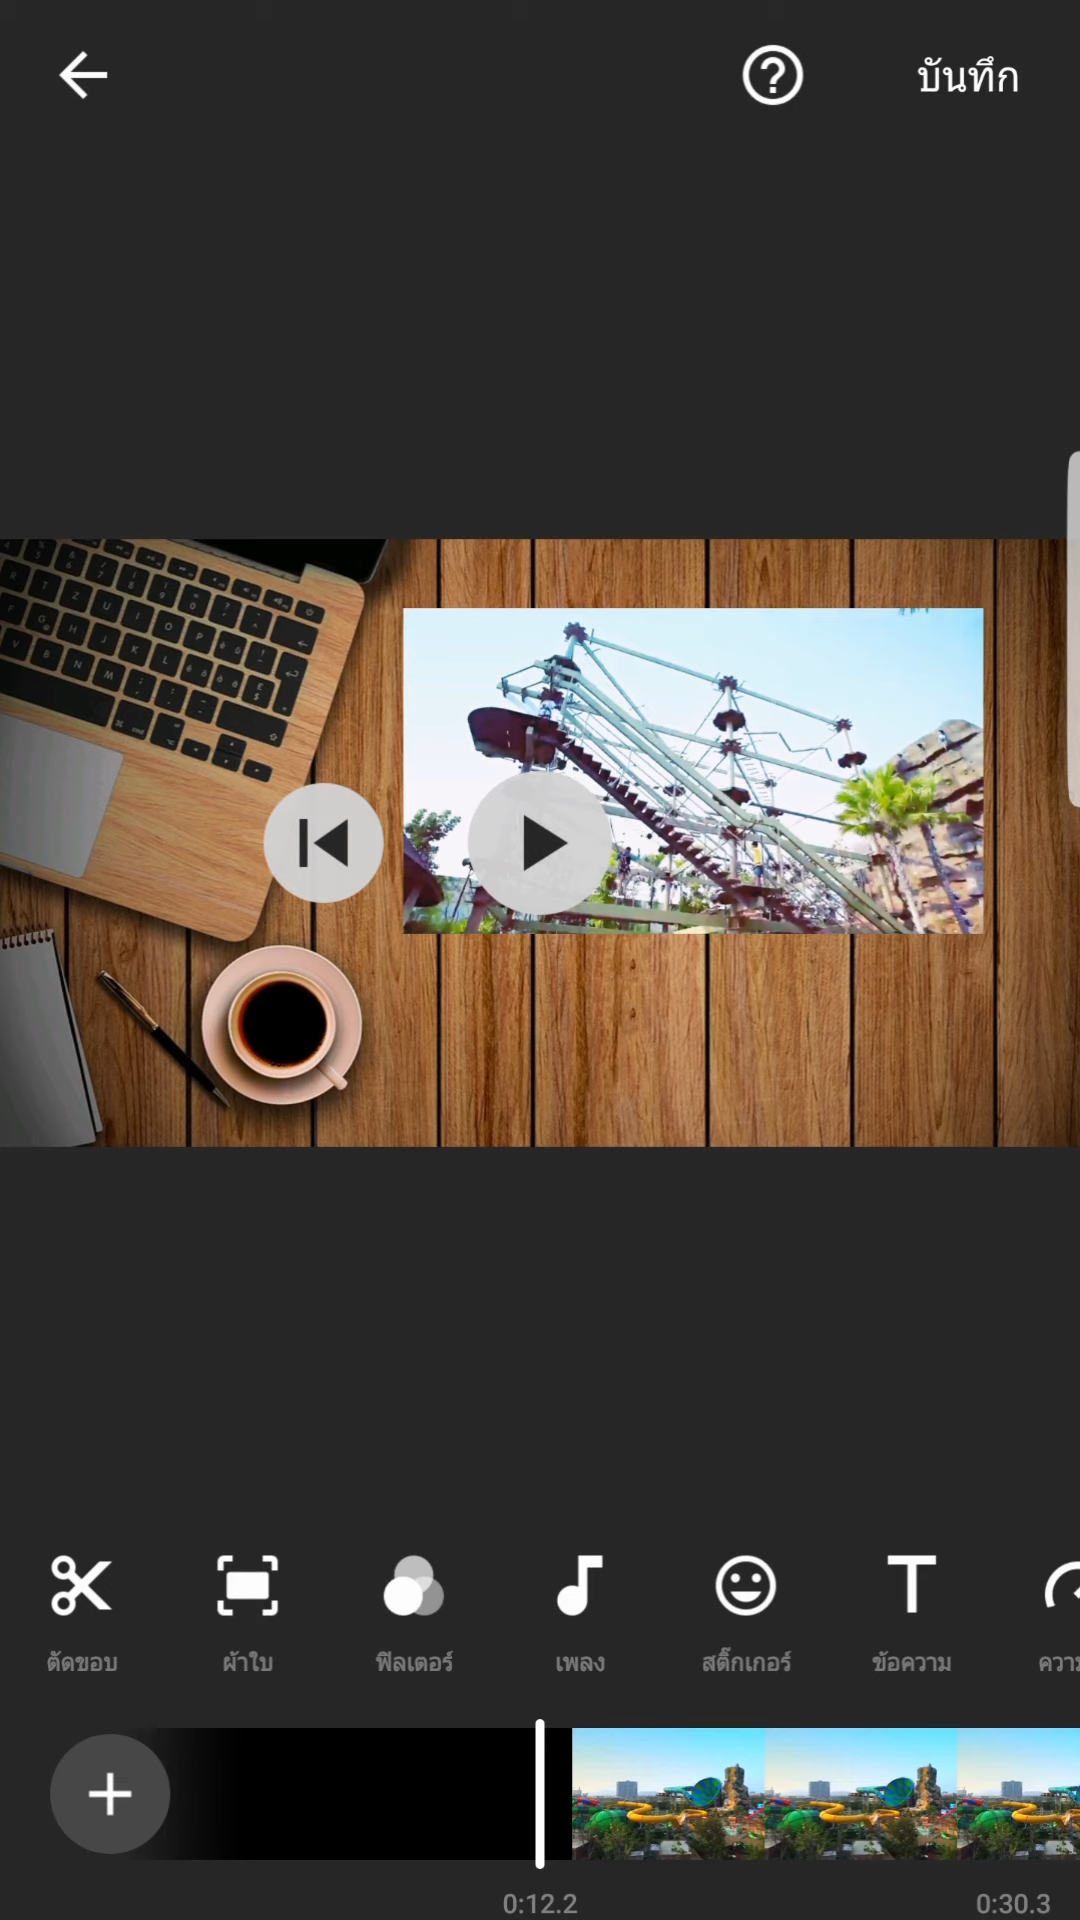 บันทึก
ตัดขอบ
ผ้าใบ
ฟิลเตอร์
เพลง
สติ๊กเกอร์
ข้อความ
0:12.2
0:30.3